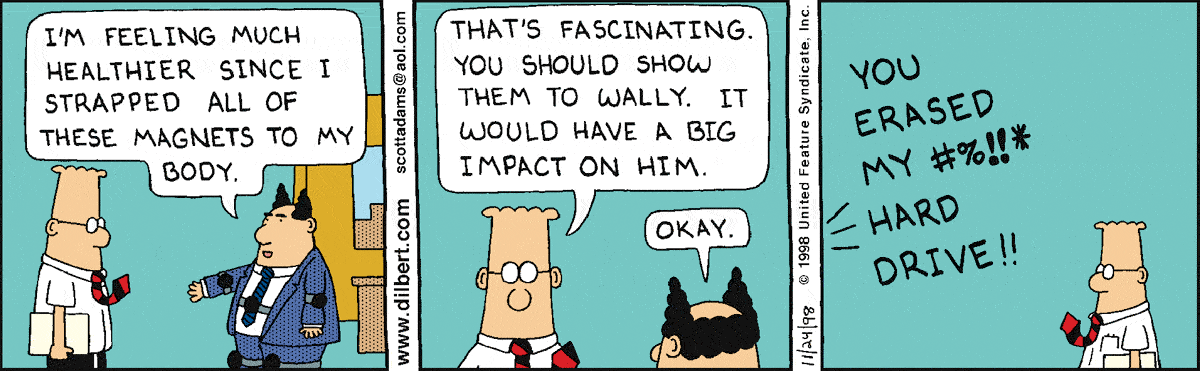 I'M FEELING MUCH
HEALTHIER SINCE I
STRAPPED ALL OF
THESE MAGNETS TO MY
BODY.
www.dilbert.com scottadams@aol.com
THAT'S FASCINATING.
YOU SHOULD SHOW
THEM TO WALLY. IT
WOULD HAVE A BIG
IMPACT ON HIM.
OKAY.
11/24/98 © 1998 United Feature Syndicate, Inc.
YOU
ERASED
MY #%!!*
HARD
DRIVE!!